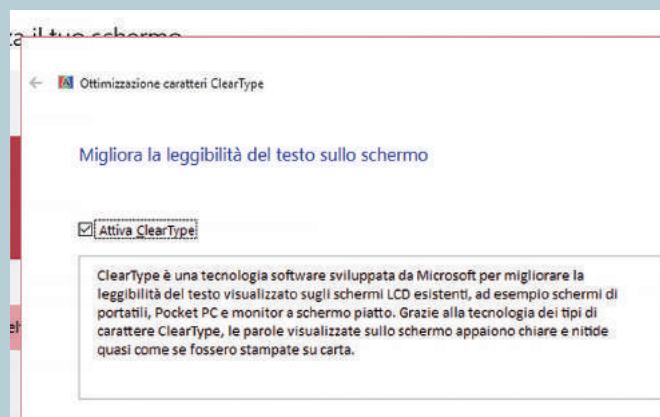 il tuo schermo
Ottimizzazione caratteri ClearType
Migliora la leggibilità del testo sullo schermo
Attiva ClearType
ClearType è una tecnologia software sviluppata da Microsoft per migliorare la
leggibilità del testo visualizzato sugli schermi LCD esistenti, ad esempio schermi di
portatili, Pocket PC e monitor a schermo piatto. Grazie alla tecnologia dei tipi di
carattere ClearType, le parole visualizzate sullo schermo appaiono chiare e nitide
quasi come se fossero stampate su carta.